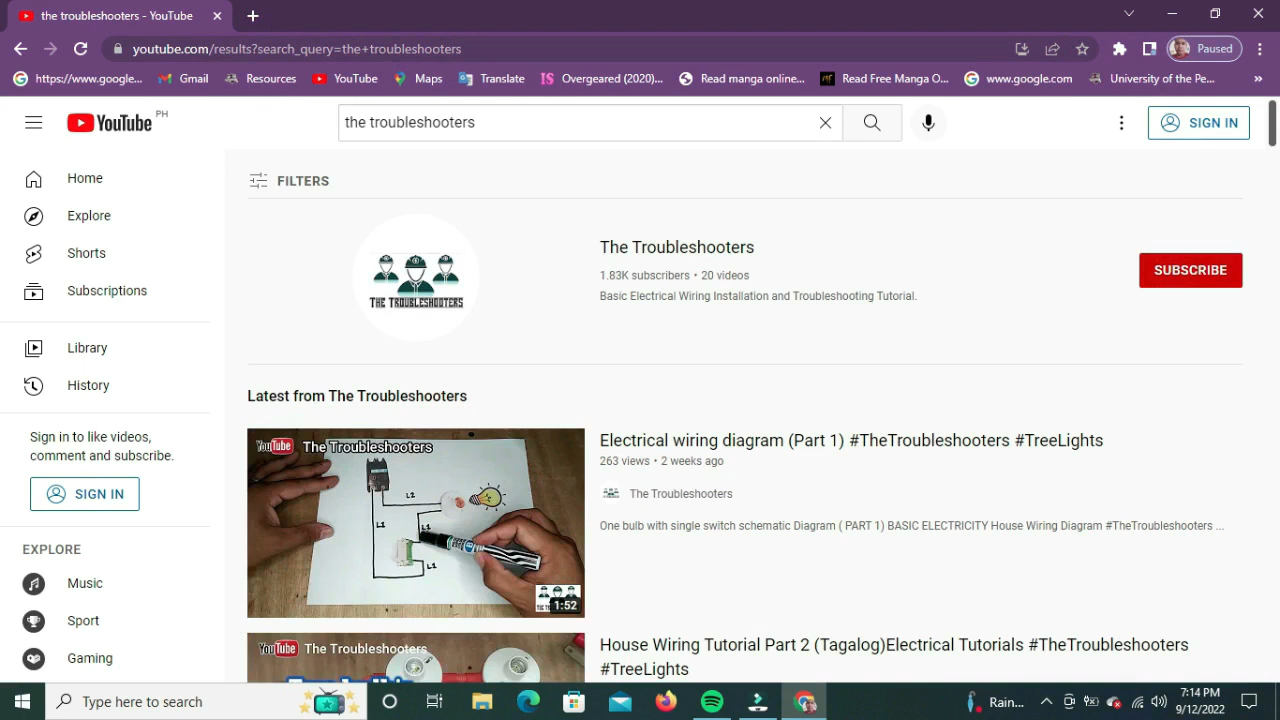 the troubleshooters - YouTube
youtube.com/results?search_query=the+troubleshooters
Paused
https://www.google...
Gmail
Resources
YouTube
Maps
Translate
Overgeared (2020)...
Read manga online...
Read Free Manga O...
www.google.com
University of the Pe...
YouTube PH
the troubleshooters
SIGN IN
Home
Explore
Shorts
Subscriptions
Library
History
Sign in to like videos,
comment and subscribe.
SIGN IN
EXPLORE
Music
Sport
Gaming
FILTERS
THE TROUBLESHOOTERS
The Troubleshooters
1.83K subscribers • 20 videos
Basic Electrical Wiring Installation and Troubleshooting Tutorial.
SUBSCRIBE
Latest from The Troubleshooters
YouTube The Troubleshooters
L2
L2
L1
L1
L1
1:52
Electrical wiring diagram (Part 1) #TheTroubleshooters #TreeLights
263 views • 2 weeks ago
The Troubleshooters
One bulb with single switch schematic Diagram ( PART 1) BASIC ELECTRICITY House Wiring Diagram #TheTroubleshooters ...
YouTube The Troubleshooters
House Wiring Tutorial Part 2 (Tagalog)Electrical Tutorials #TheTroubleshooters
#TreeLights
Type here to search
Rain...
7:14 PM
9/12/2022